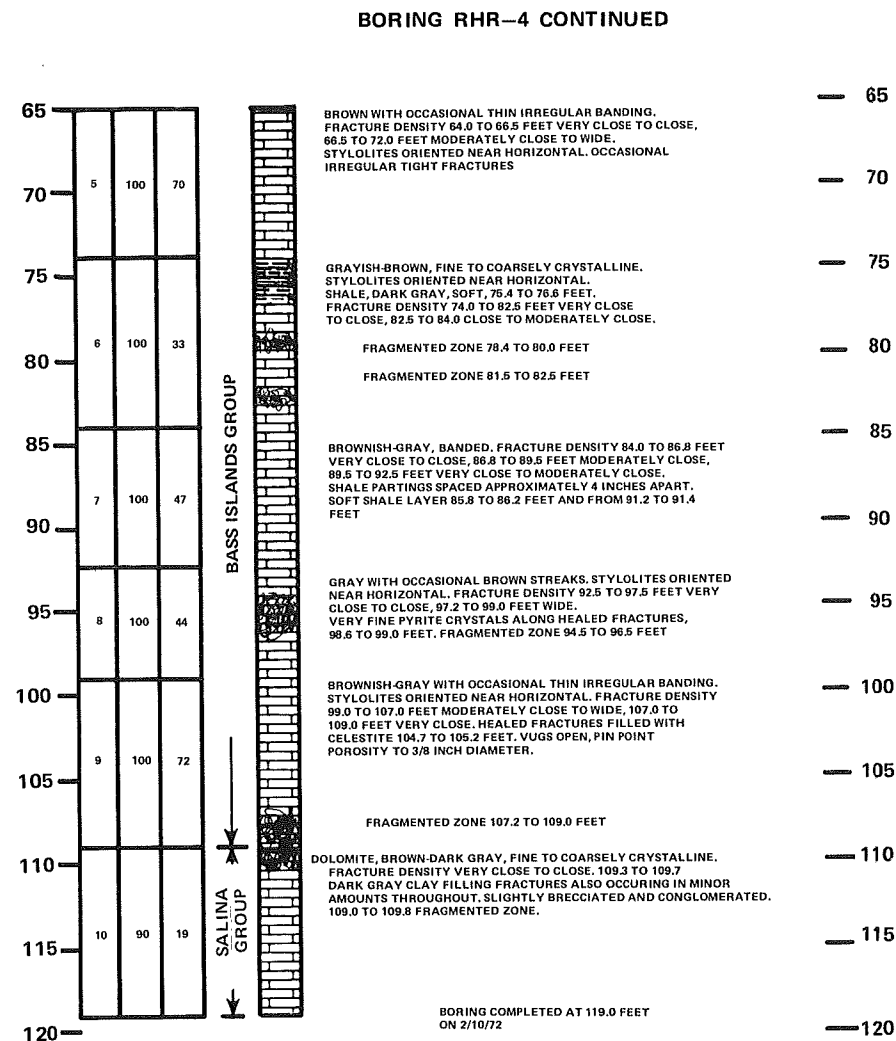 BORING RHR-4 CONTINUED
65
70
75
80
85
90
95
100
105
110
115
120
5 100 70
6 100 33
7 100 47
8 100 44
9 100 72
10 90 19
BASS ISLANDS GROUP
SALINA
GROUP
BROWN WITH OCCASIONAL THIN IRREGULAR BANDING.
FRACTURE DENSITY 64.0 TO 66.5 FEET VERY CLOSE TO CLOSE,
66.5 TO 72.0 FEET MODERATELY CLOSE TO WIDE.
STYLOLITES ORIENTED NEAR HORIZONTAL. OCCASIONAL
IRREGULAR TIGHT FRACTURES
GRAYISH-BROWN, FINE TO COARSELY CRYSTALLINE.
STYLOLITES ORIENTED NEAR HORIZONTAL.
SHALE, DARK GRAY, SOFT, 75.4 TO 76.6 FEET.
FRACTURE DENSITY 74.0 TO 82.5 FEET VERY CLOSE
TO CLOSE, 82.5 TO 84.0 CLOSE TO MODERATELY CLOSE.
FRAGMENTED ZONE 78.4 TO 80.0 FEET
FRAGMENTED ZONE 81.5 TO 82.5 FEET
BROWNISH-GRAY, BANDED. FRACTURE DENSITY 84.0 TO 86.8 FEET
VERY CLOSE TO CLOSE, 86.8 TO 89.5 FEET MODERATELY CLOSE,
89.5 TO 92.5 FEET VERY CLOSE TO MODERATELY CLOSE.
SHALE PARTINGS SPACED APPROXIMATELY 4 INCHES APART.
SOFT SHALE LAYER 85.8 TO 86.2 FEET AND FROM 91.2 TO 91.4
FEET
GRAY WITH OCCASIONAL BROWN STREAKS. STYLOLITES ORIENTED
NEAR HORIZONTAL. FRACTURE DENSITY 92.5 TO 97.5 FEET VERY
CLOSE TO CLOSE, 97.2 TO 99.0 FEET WIDE.
VERY FINE PYRITE CRYSTALS ALONG HEALED FRACTURES,
98.6 TO 99.0 FEET. FRAGMENTED ZONE 94.5 TO 96.5 FEET
BROWNISH-GRAY WITH OCCASIONAL THIN IRREGULAR BANDING.
STYLOLITES ORIENTED NEAR HORIZONTAL. FRACTURE DENSITY
99.0 TO 107.0 FEET MODERATELY CLOSE TO WIDE, 107.0 TO
109.0 FEET VERY CLOSE. HEALED FRACTURES FILLED WITH
CELESTITE 104.7 TO 105.2 FEET. VUGS OPEN, PIN POINT
POROSITY TO 3/8 INCH DIAMETER.
FRAGMENTED ZONE 107.2 TO 109.0 FEET
DOLOMITE, BROWN-DARK GRAY, FINE TO COARSELY CRYSTALLINE.
FRACTURE DENSITY VERY CLOSE TO CLOSE. 109.3 TO 109.7
DARK GRAY CLAY FILLING FRACTURES ALSO OCCURING IN MINOR
AMOUNTS THROUGHOUT. SLIGHTLY BRECCIATED AND CONGLOMERATED.
109.0 TO 109.8 FRAGMENTED ZONE.
BORING COMPLETED AT 119.0 FEET
ON 2/10/72
65
70
75
80
85
90
95
100
105
110
115
120